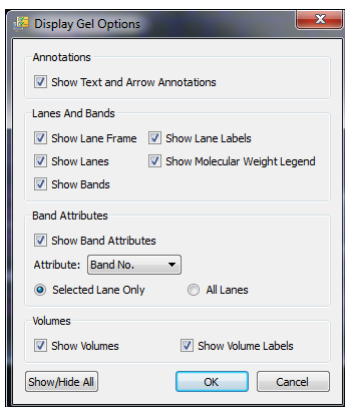 Display Gel Options
Annotations
Show Text and Arrow Annotations
Lanes And Bands
Show Lane Frame Show Lane Labels
Show Lanes Show Molecular Weight Legend
Show Bands
Band Attributes
Show Band Attributes
Attribute: Band No.
Selected Lane Only All Lanes
Volumes
Show Volumes Show Volume Labels
Show/Hide All OK Cancel